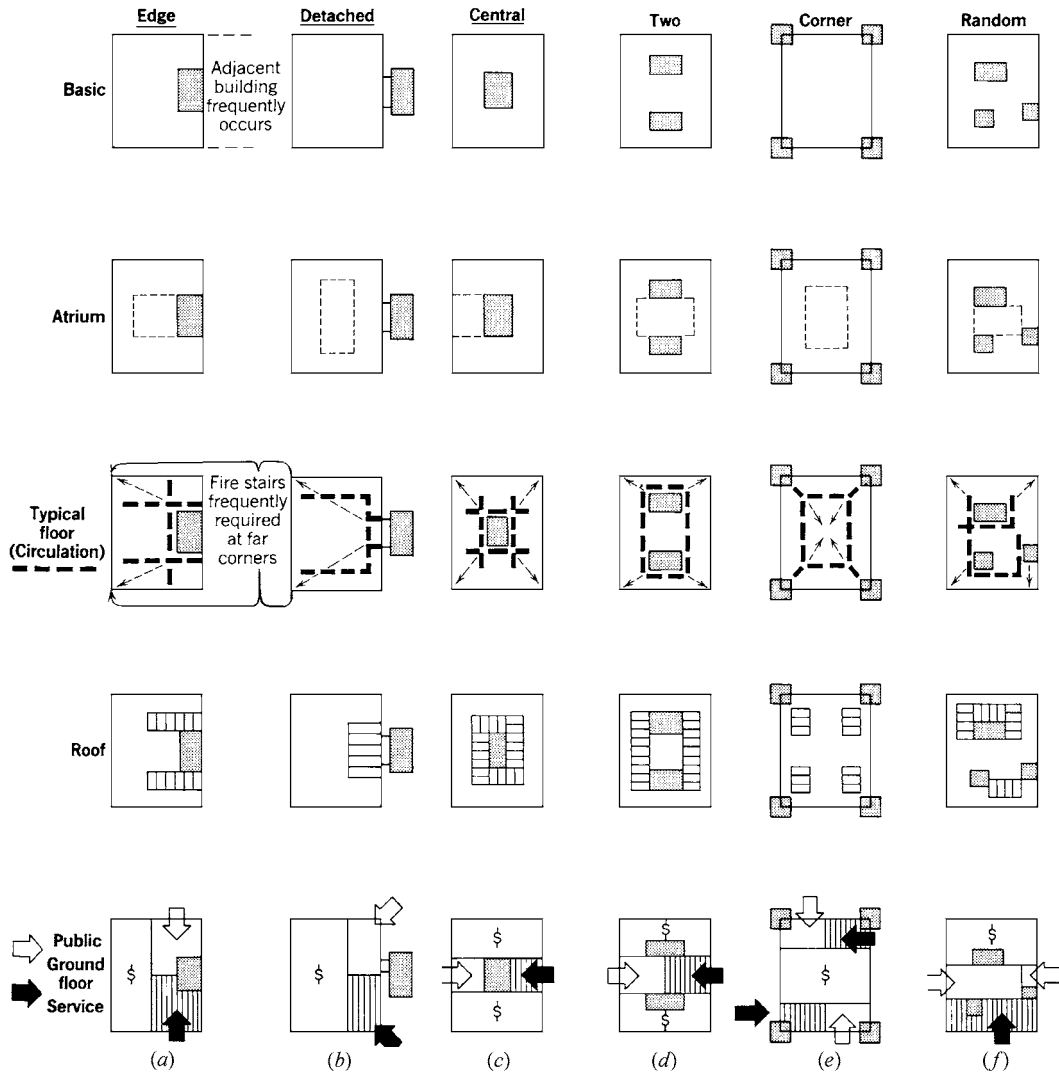 Edge
Detached
Central
Two
Corner
Random
Basic
Adjacent
building
frequently
occurs
Atrium
Typical
floor
(Circulation)
Fire stairs
frequently
required
at far
corners
Roof
Public
Ground
floor
Service
$
$
$
$
$
$
$
$
(a)
(b)
(c)
(d)
(e)
(f)